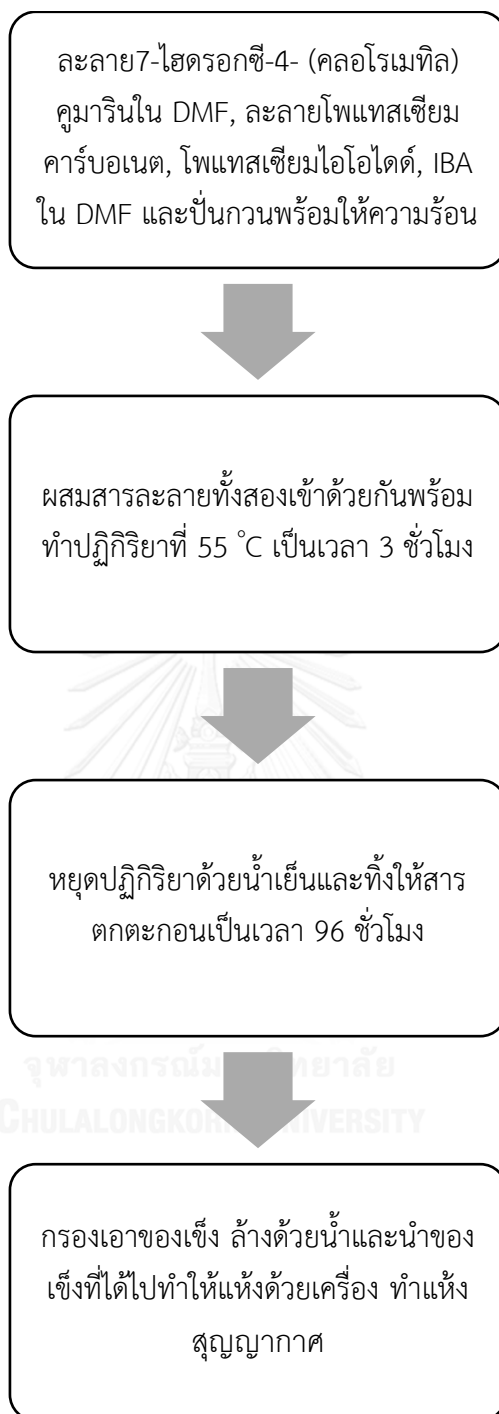 ละลาย7-ไฮดรอกซี-4- (คลอโรเมทิล)
คูมารินใน DMF, ละลายโพแทสเซียม
คาร์บอเนต, โพแทสเซียมไอโอไดด์, IBA
ใน DMF และปั่นกวนพร้อมให้ความร้อน
ผสมสารละลายทั้งสองเข้าด้วยกันพร้อม
ทำปฏิกิริยาที่ 55 °C เป็นเวลา 3 ชั่วโมง
หยุดปฏิกิริยาด้วยน้ำเย็นและทิ้งให้สาร
ตกตะกอนเป็นเวลา 96 ชั่วโมง
กรองเอาของเข็ง ล้างด้วยน้ำและนำของ
เข็งที่ได้ไปทำให้แห้งด้วยเครื่อง ทำแห้ง
สุญญากาศ